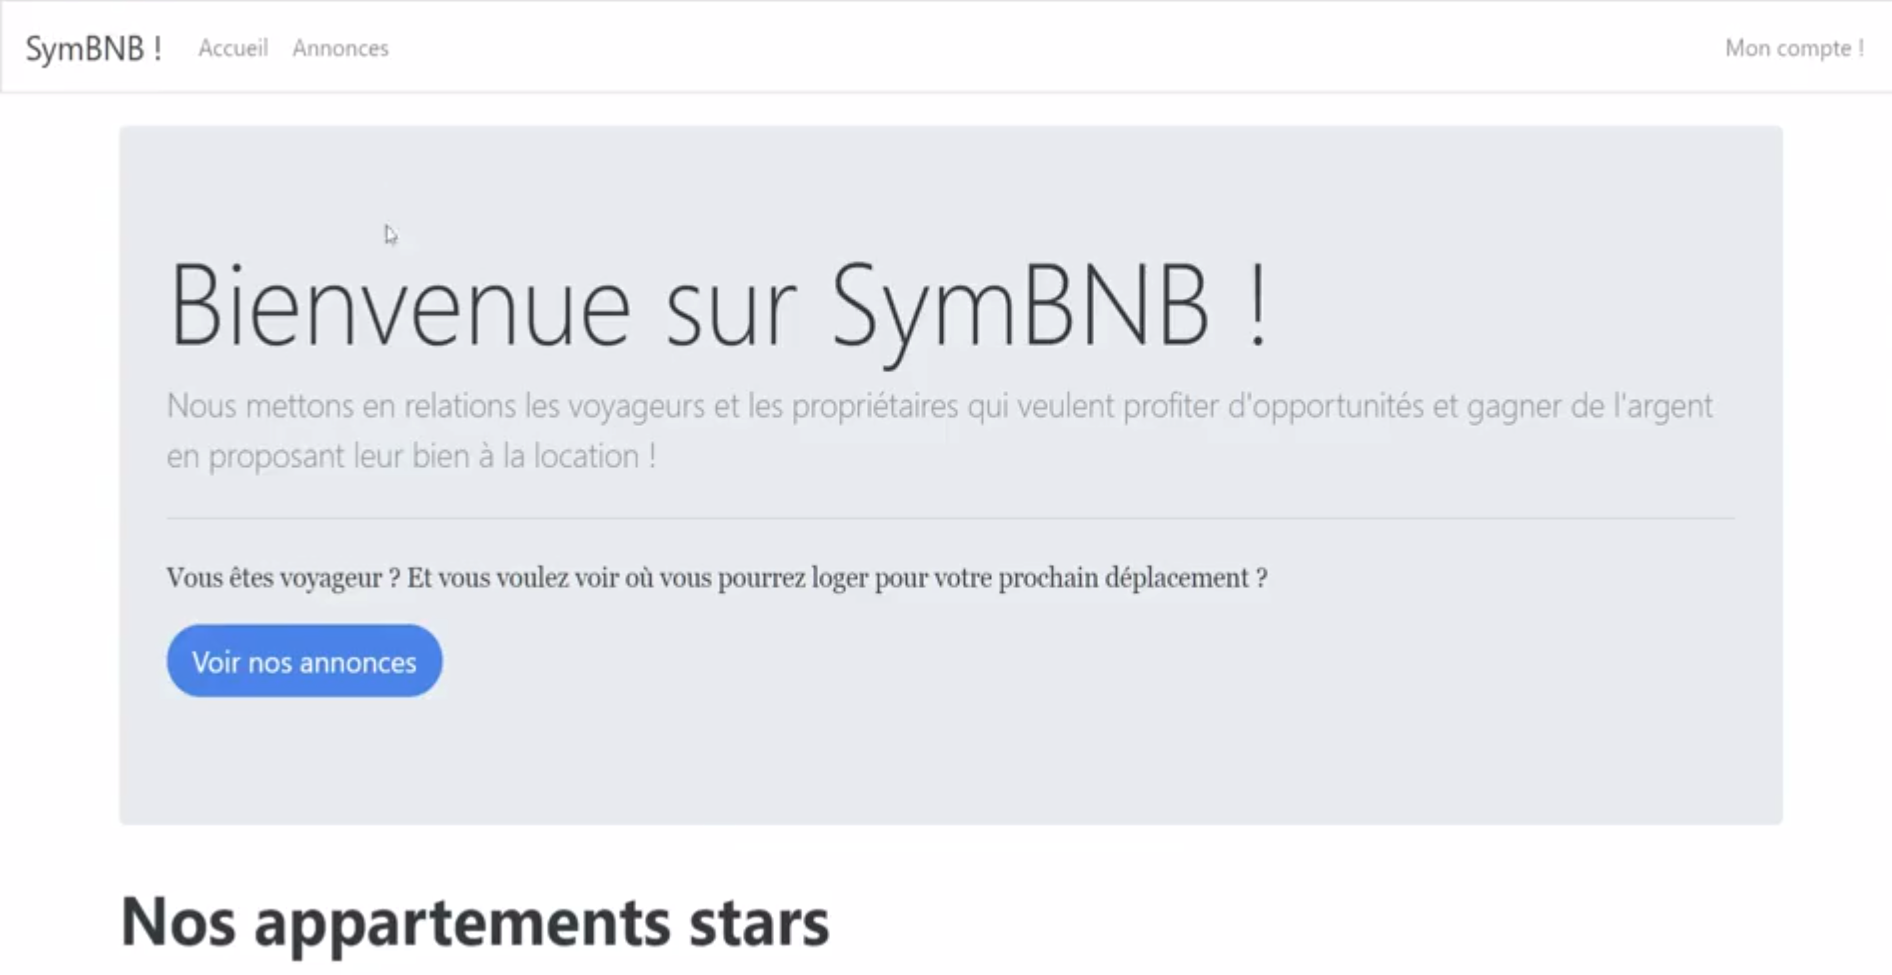 SymBNB ! Accueil Annonces Mon compte !
Bienvenue sur SymBNB !
Nous mettons en relations les voyageurs et les propriétaires qui veulent profiter d'opportunités et gagner de l'argent
en proposant leur bien à la location !
Vous êtes voyageur ? Et vous voulez voir où vous pourrez loger pour votre prochain déplacement ?
Voir nos annonces
Nos appartements stars